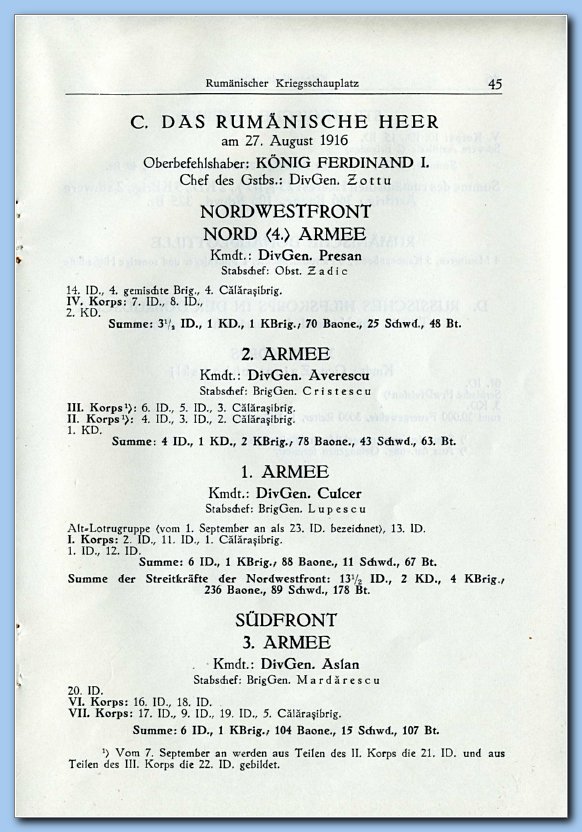 Rumänischer Kriegsschauplatz 45
C. DAS RUMÄNISCHE HEER
am 27. August 1916
Oberbefehlshaber: KÖNIG FERDINAND I.
Chef des Gstbs.: DivGen. Zottu
NORDWESTFRONT
NORD (4.) ARMEE
Kmdt.: DivGen. Presan
Stabschef: Obst. Zadic
14. ID., 4. gemischte Brig., 4. Călărașibrig.
IV. Korps: 7. ID., 8. ID.,
2. KD.
Summe: 3½ ID., 1 KD., 1 KBrig., 70 Baone., 25 Schwd., 48 Bt.
2. ARMEE
Kmdt.: DivGen. Averescu
Stabschef: BrigGen. Cristescu
III. Korps¹): 6. ID., 5. ID., 3. Călărașibrig.
II. Korps¹): 4. ID., 3. ID., 2. Călărașibrig.
1. KD.
Summe: 4 ID., 1 KD., 2 KBrig., 78 Baone., 43 Schwd., 63. Bt.
1. ARMEE
Kmdt.: DivGen. Culcer
Stabschef: BrigGen. Lupescu
Alt-Lotrugruppe (vom 1. September an als 23. ID. bezeichnet), 13. ID.
I. Korps: 2. ID., 11. ID., 1. Călărașibrig.
1. ID., 12. ID.
Summe: 6 ID., 1 KBrig., 88 Baone., 11 Schwd., 67 Bt.
Summe der Streitkräfte der Nordwestfront: 13½ ID., 2 KD., 4 KBrig.,
236 Baone., 89 Schwd., 178 Bt.
SÜDFRONT
3. ARMEE
Kmdt.: DivGen. Aslan
Stabschef: BrigGen. Mardărescu
20. ID.
VI. Korps: 16. ID., 18. ID.
VII. Korps: 17. ID., 9. ID., 19. ID., 5. Călărașibrig.
Summe: 6 ID., 1 KBrig., 104 Baone., 15 Schwd., 107 Bt.
¹) Vom 7. September an werden aus Teilen des II. Korps die 21. ID. und aus
Teilen des III. Korps die 22. ID. gebildet.